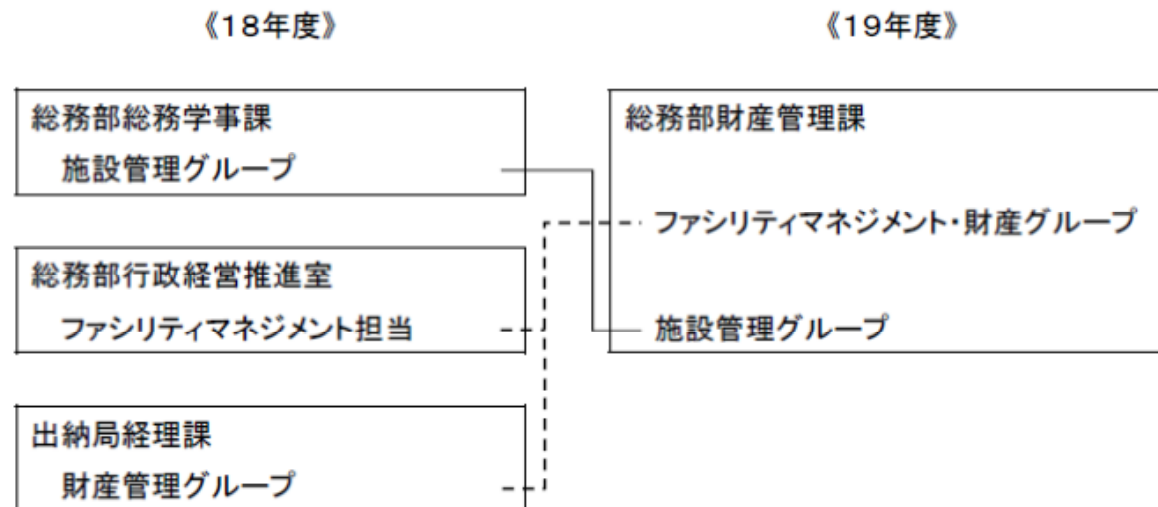 《18年度》
《19年度》
総務部総務学事課
施設管理グループ
総務部行政経営推進室
ファシリティマネジメント担当
出納局経理課
財産管理グループ
総務部財産管理課
ファシリティマネジメント・財産グループ
施設管理グループ